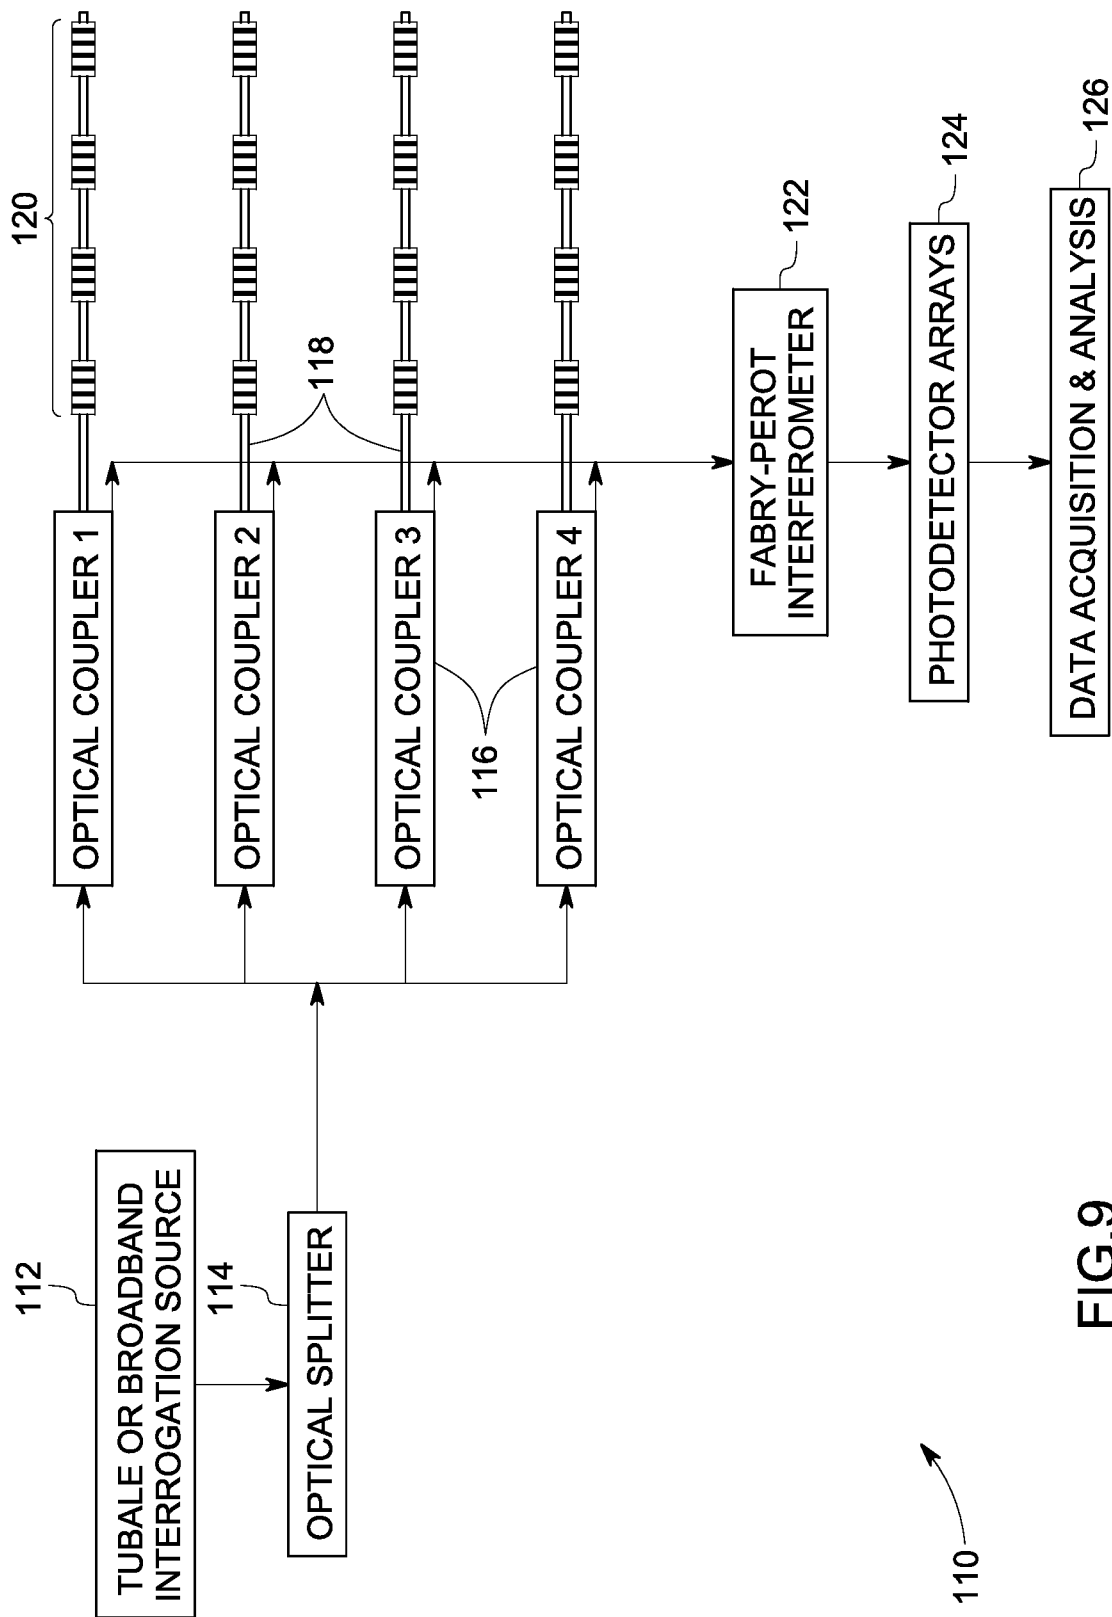 112
TUBALE OR BROADBAND
INTERROGATION SOURCE
114
OPTICAL SPLITTER
OPTICAL COUPLER 1
OPTICAL COUPLER 2
OPTICAL COUPLER 3
OPTICAL COUPLER 4
116
118
120
FABRY-PEROT
INTERFEROMETER
122
PHOTODETECTOR ARRAYS
124
DATA ACQUISITION & ANALYSIS
126
110
FIG.9